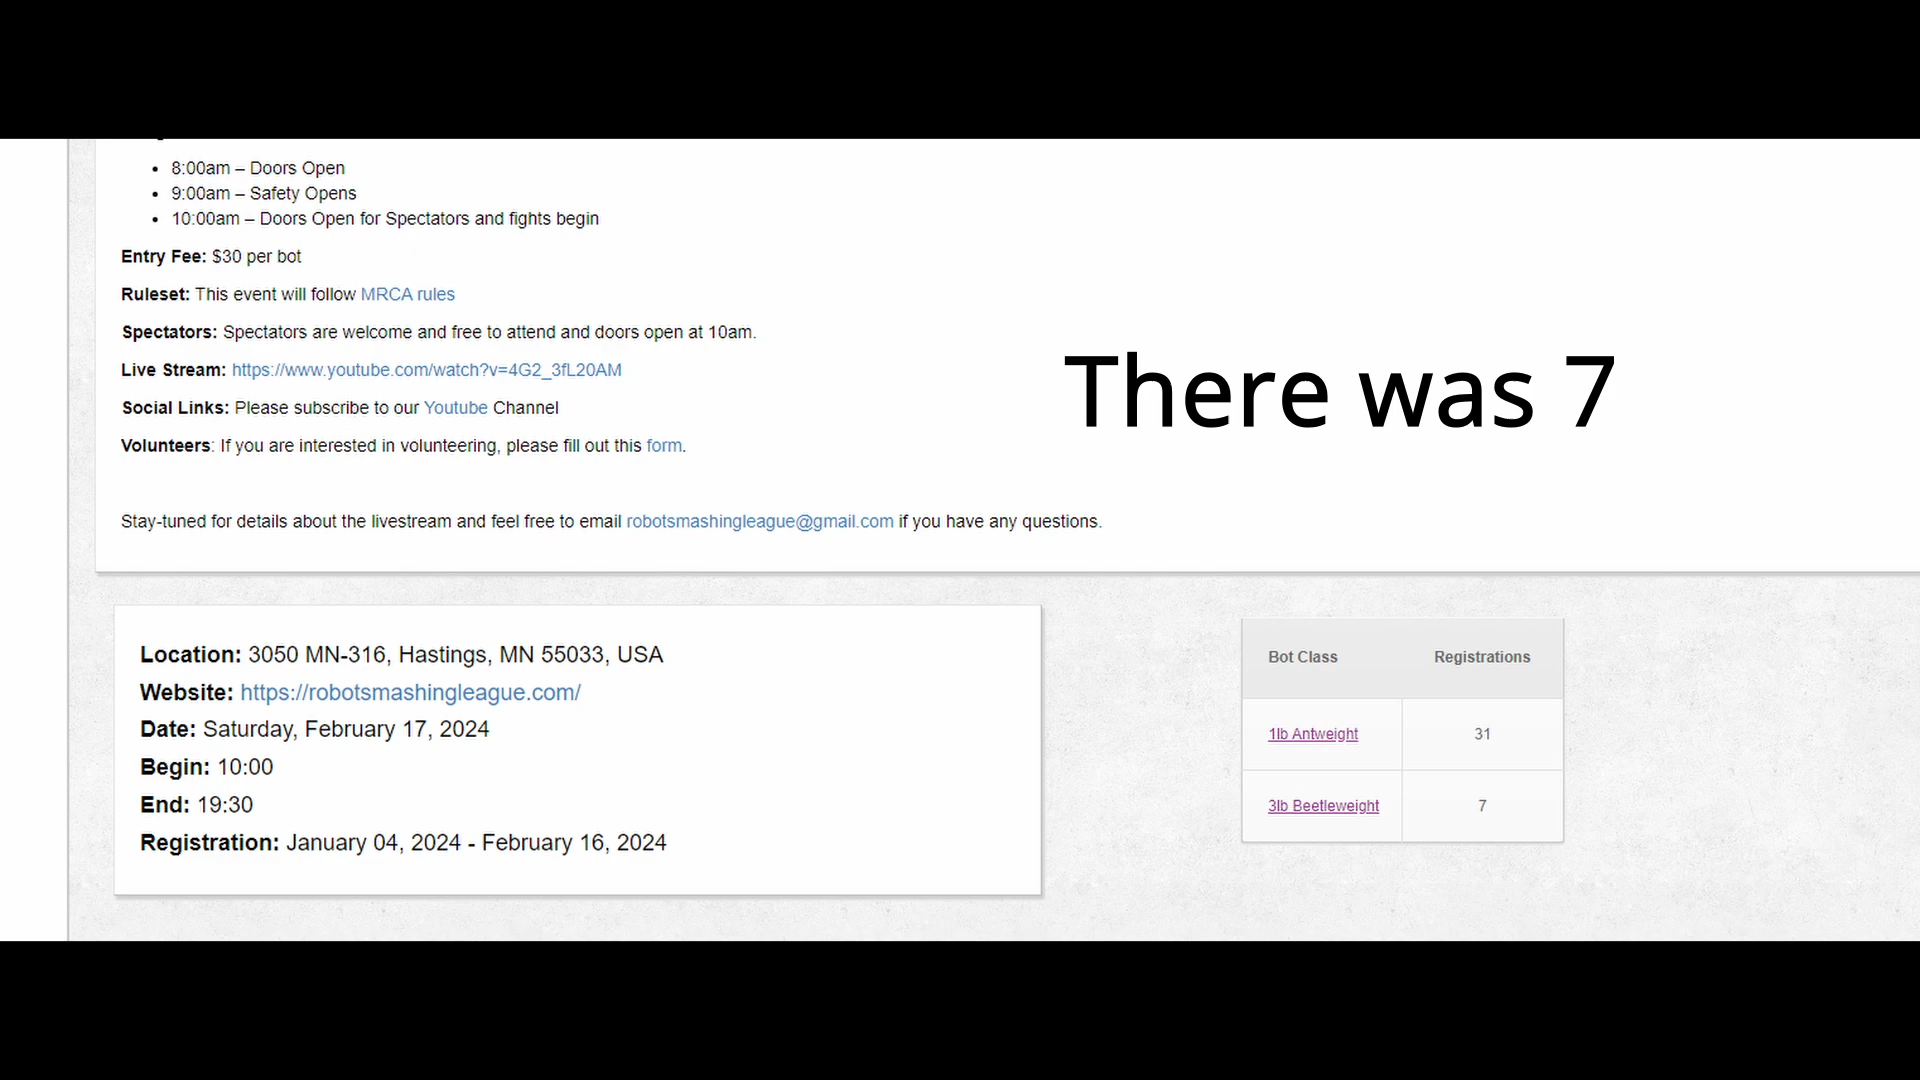 8:00am – Doors Open
9:00am – Safety Opens
10:00am – Doors Open for Spectators and fights begin
Entry Fee: $30 per bot
Ruleset: This event will follow MRCA rules
Spectators: Spectators are welcome and free to attend and doors open at 10am.
Live Stream: https://www.youtube.com/watch?v=4G2_3fL20AM
Social Links: Please subscribe to our Youtube Channel
Volunteers: If you are interested in volunteering, please fill out this form.
There was 7
Stay-tuned for details about the livestream and feel free to email robotsmashingleague@gmail.com if you have any questions.
Location: 3050 MN-316, Hastings, MN 55033, USA
Website: https://robotsmashingleague.com/
Date: Saturday, February 17, 2024
Begin: 10:00
End: 19:30
Registration: January 04, 2024 - February 16, 2024
Bot Class Registrations
1lb Antweight 31
3lb Beetleweight 7